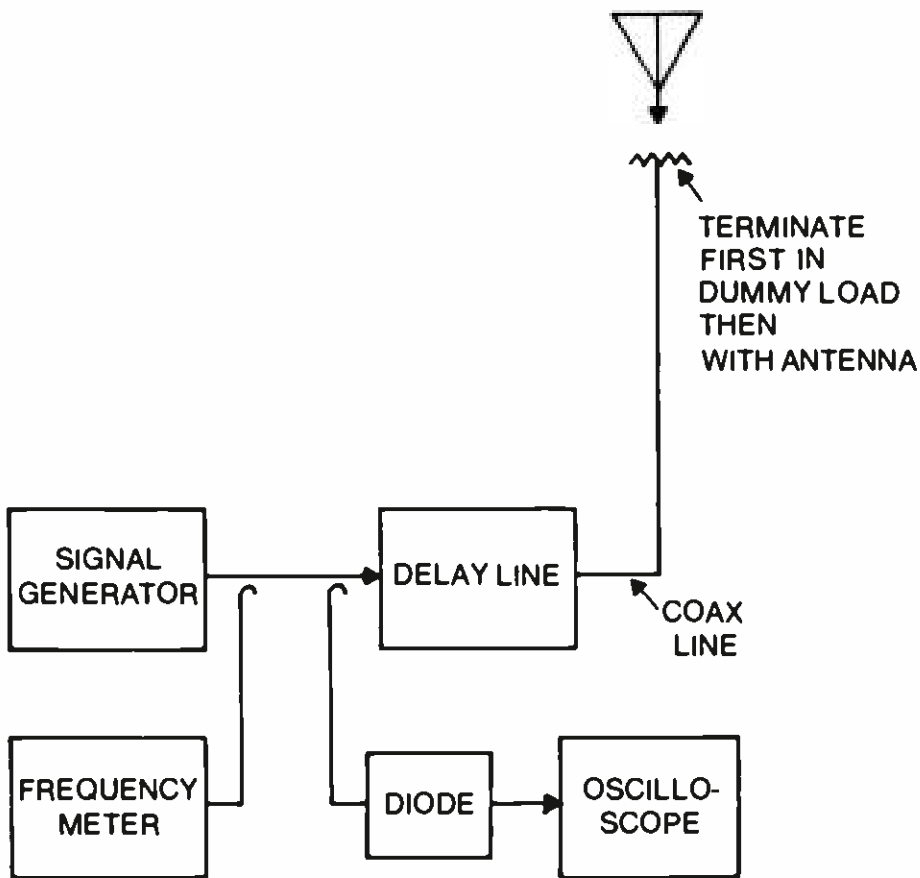 TERMINATE
FIRST IN
DUMMY LOAD
THEN
WITH ANTENNA
SIGNAL
GENERATOR
DELAY LINE
COAX
LINE
FREQUENCY
METER
DIODE
OSCILLO-
SCOPE